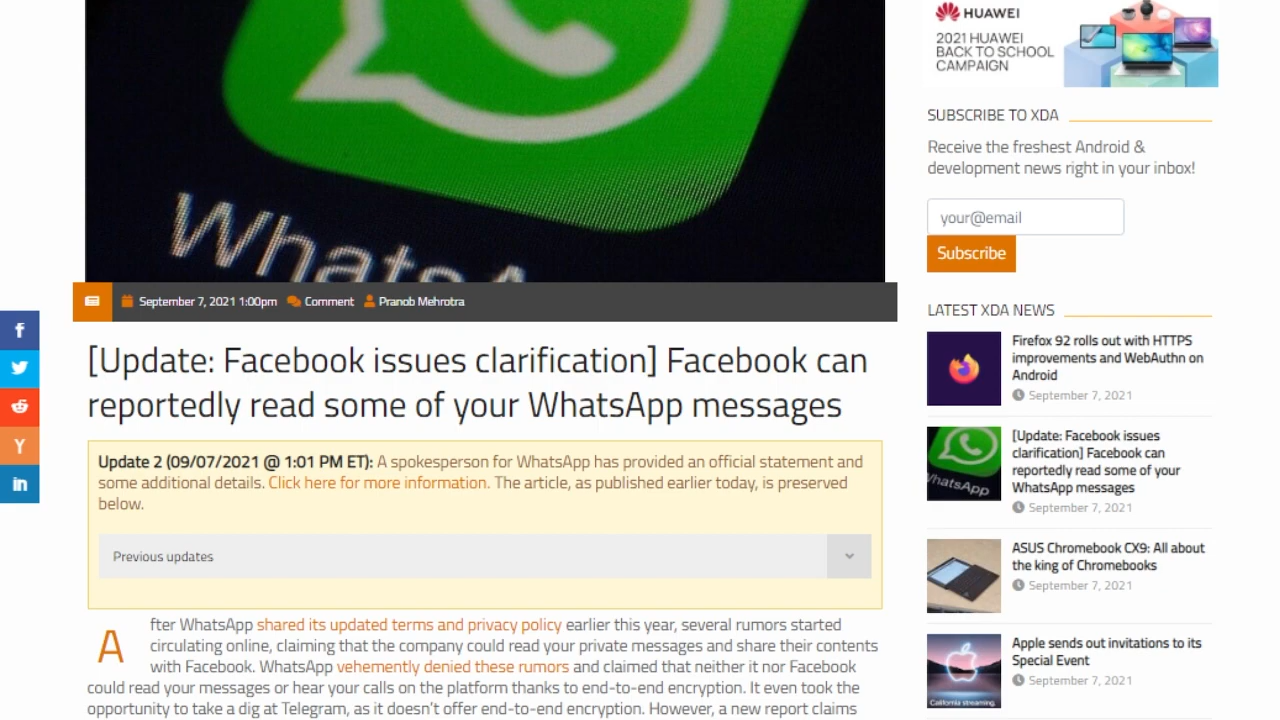 WhatsA
September 7, 2021 1:00pm Comment Pranob Mehrotra
[Update: Facebook issues clarification] Facebook can
reportedly read some of your WhatsApp messages
Update 2 (09/07/2021 @ 1:01 PM ET): A spokesperson for WhatsApp has provided an official statement and
some additional details. Click here for more information. The article, as published earlier today, is preserved
below.
Previous updates
After WhatsApp shared its updated terms and privacy policy earlier this year, several rumors started
circulating online, claiming that the company could read your private messages and share their contents
with Facebook. WhatsApp vehemently denied these rumors and claimed that neither it nor Facebook
could read your messages or hear your calls on the platform thanks to end-to-end encryption. It even took the
opportunity to take a dig at Telegram, as it doesn't offer end-to-end encryption. However, a new report claims
f
Y
in
HUAWEI
2021 HUAWEI
BACK TO SCHOOL
CAMPAIGN
SUBSCRIBE TO XDA
Receive the freshest Android &
development news right in your inbox!
your@email
Subscribe
LATEST XDA NEWS
Firefox 92 rolls out with HTTPS
improvements and WebAuthn on
Android
September 7, 2021
WhatsApp
[Update: Facebook issues
clarification] Facebook can
reportedly read some of your
WhatsApp messages
September 7, 2021
ASUS Chromebook CX9: All about
the king of Chromebooks
September 7, 2021
Apple sends out invitations to its
Special Event
September 7, 2021
California streaming.